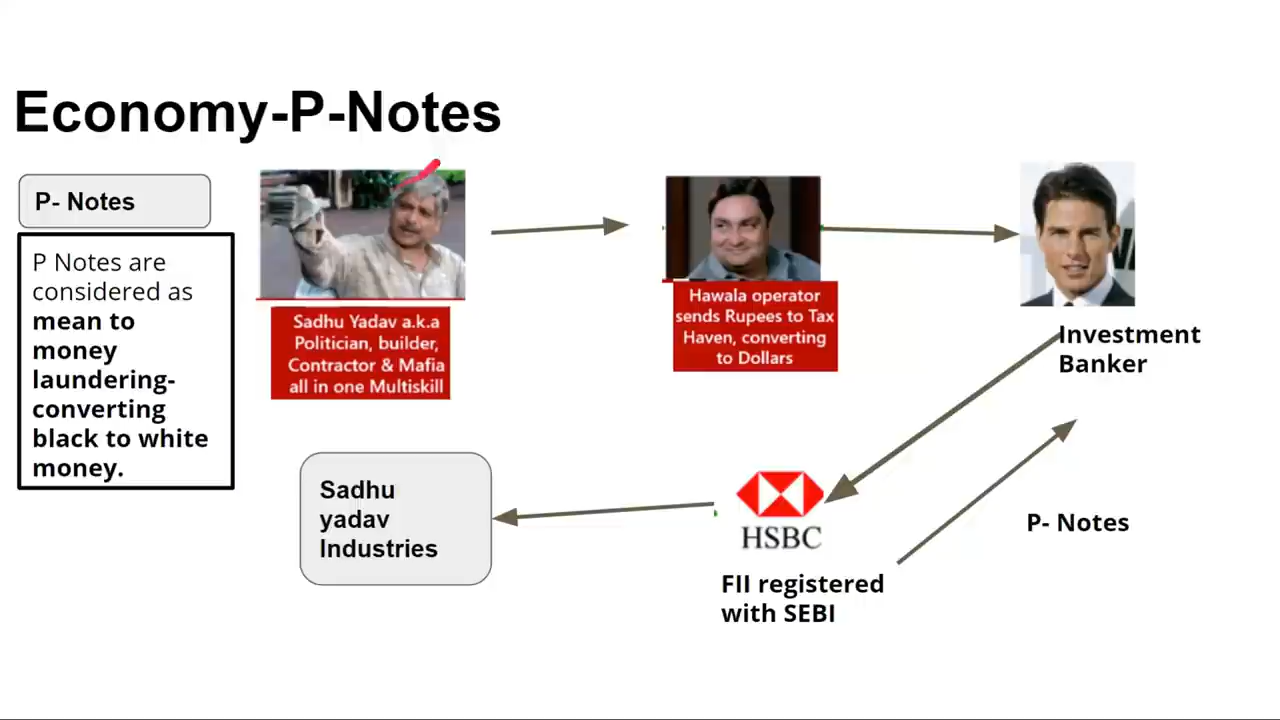 Economy-P-Notes
P- Notes
P Notes are
considered as
mean to
money
laundering-
converting
black to white
money.
Sadhu Yadav a.k.a
Politician, builder,
Contractor & Mafia
all in one Multiskill
Hawala operator
sends Rupees to Tax
Haven, converting
to Dollars
Investment
Banker
Sadhu
yadav
Industries
HSBC
FII registered
with SEBI
P- Notes